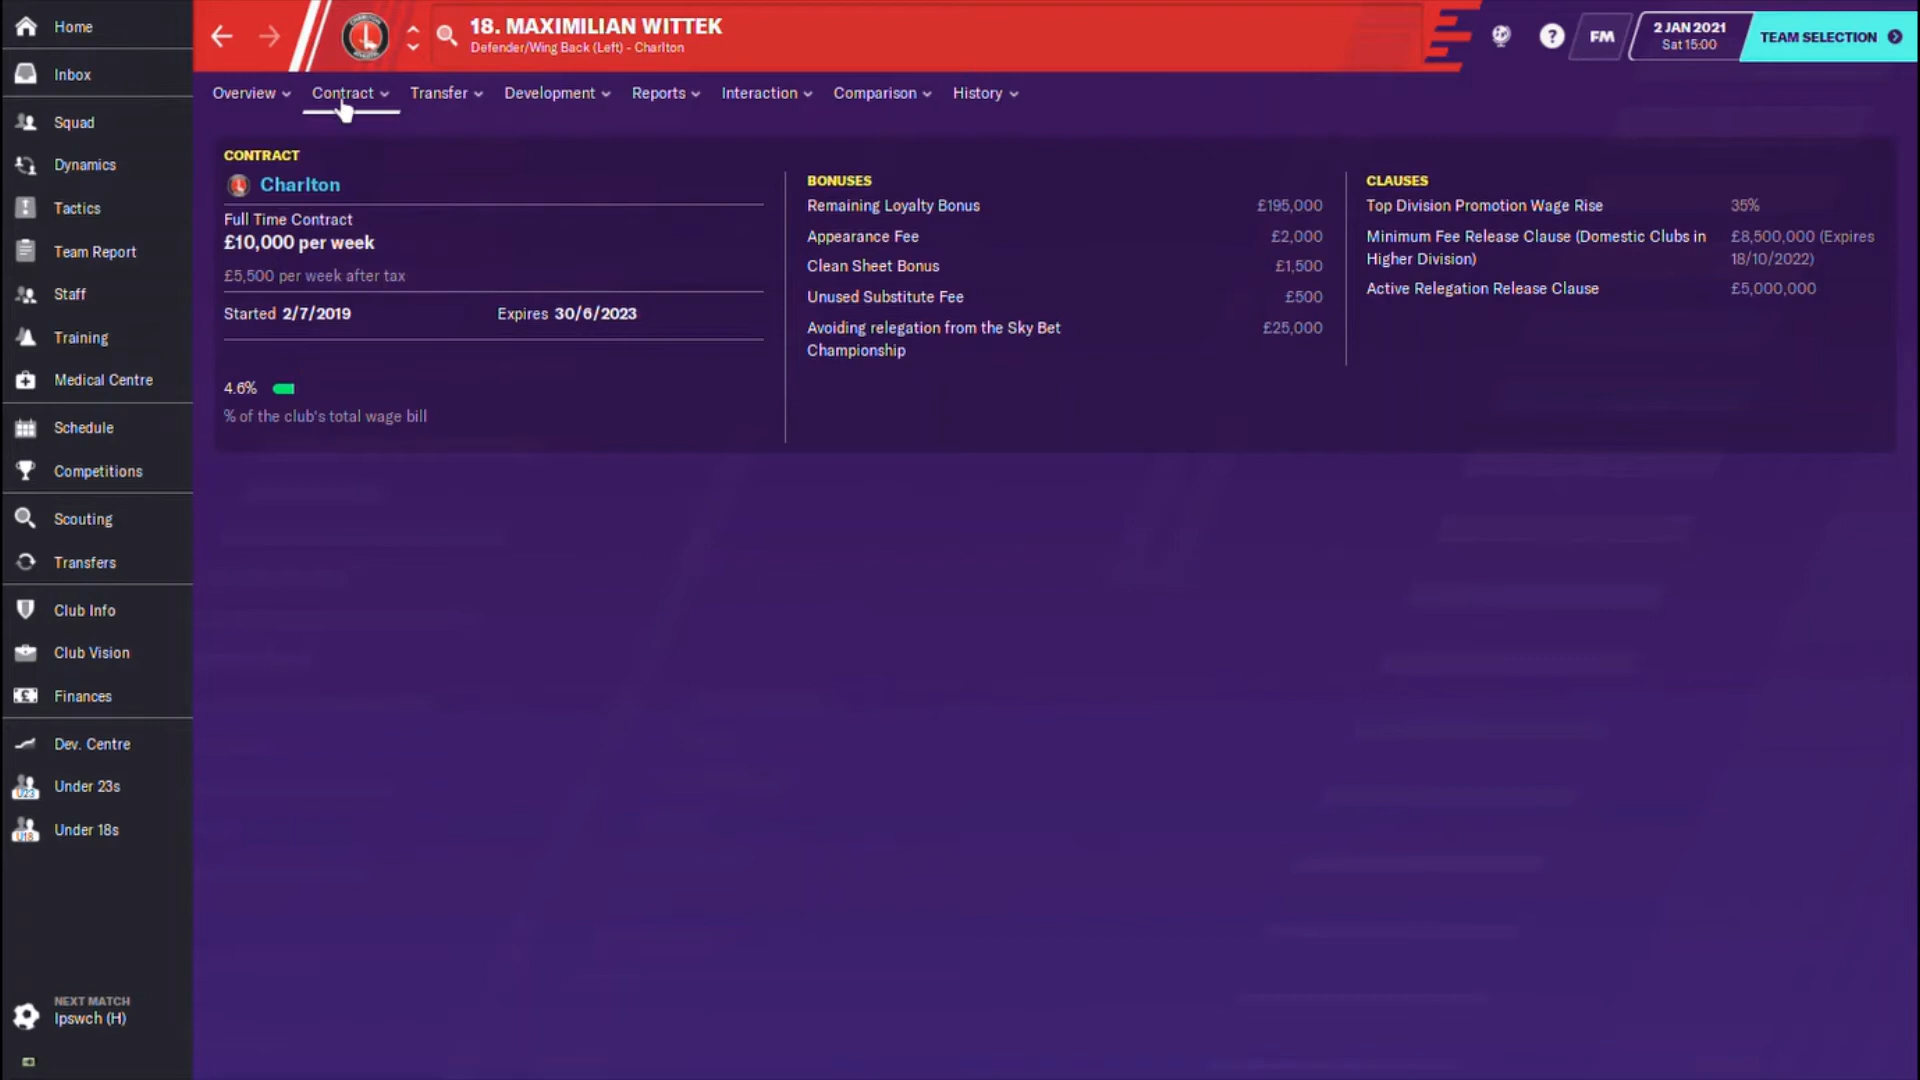 Home
Inbox
Squad
Dynamics
Tactics
Team Report
Staff
Training
Medical Centre
Schedule
Competitions
Scouting
Transfers
Club Info
Club Vision
Finances
Dev. Centre
U23
Under 23s
U18
Under 18s
NEXT MATCH
Ipswch (H)
18. MAXIMILIAN WITTEK
Defender/Wing Back (Left) - Charlton
?
FM
2 JAN 2021
Sat 15:00
TEAM SELECTION
Overview
Contract
Transfer
Development
Reports
Interaction
Comparison
History
CONTRACT
Charlton
Full Time Contract
£10,000 per week
£5,500 per week after tax
Started 2/7/2019
Expires 30/6/2023
4.6%
% of the club's total wage bill
BONUSES
Remaining Loyalty Bonus £195,000
Appearance Fee £2,000
Clean Sheet Bonus £1,500
Unused Substitute Fee £500
Avoiding relegation from the Sky Bet £25,000
Championship
CLAUSES
Top Division Promotion Wage Rise 35%
Minimum Fee Release Clause (Domestic Clubs in £8,500,000 (Expires
Higher Division) 18/10/2022)
Active Relegation Release Clause £5,000,000